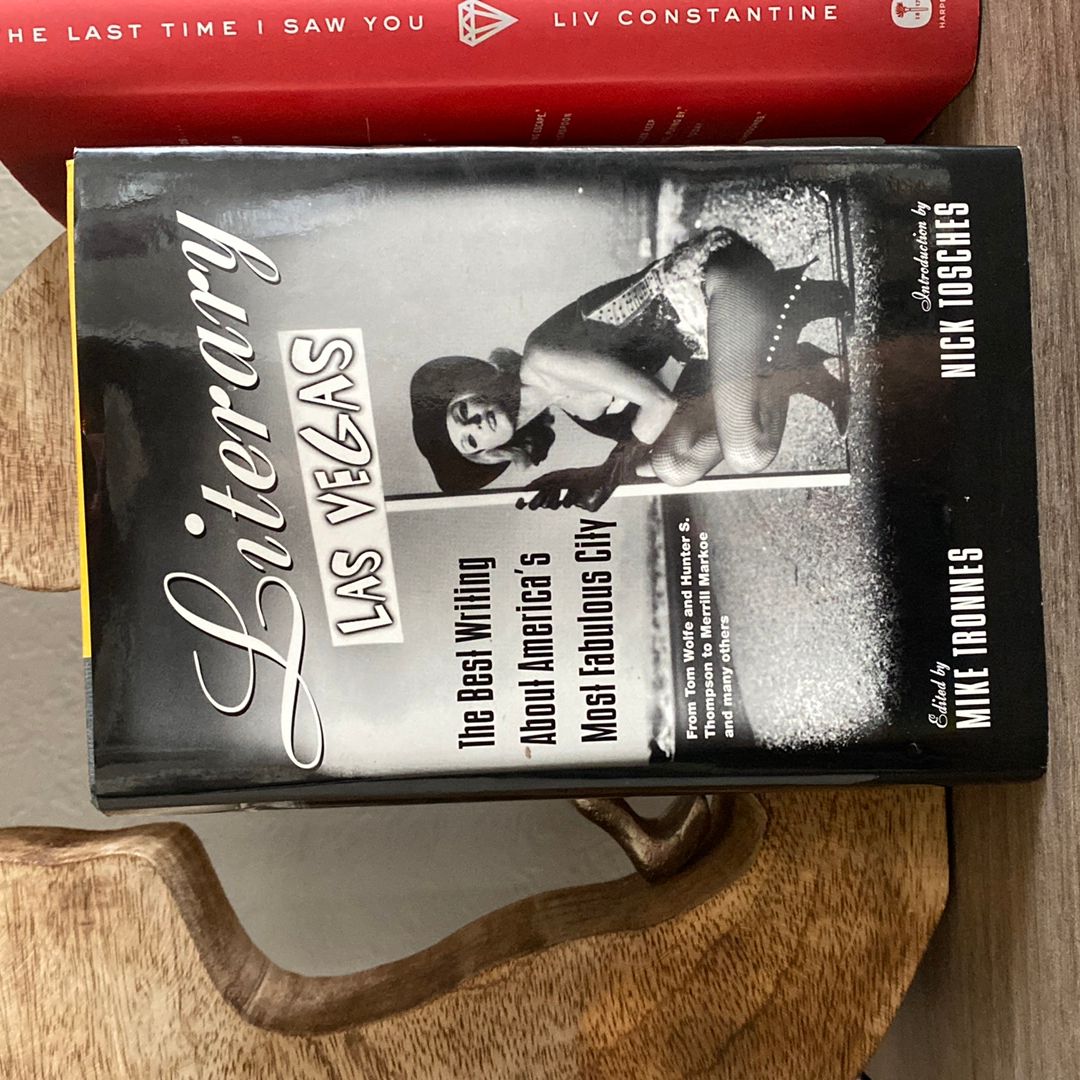 THE LAST TIME I SAW YOU
LIV CONSTANTINE
Literary
LAS VEGAS
The Best Writing
About America's
Most Fabulous City
From Tom Wolfe and Hunter S.
Thompson to Merrill Markoe
and many others
Edited by
MIKE TRONNES
Introduction by
NICK TOSCHES